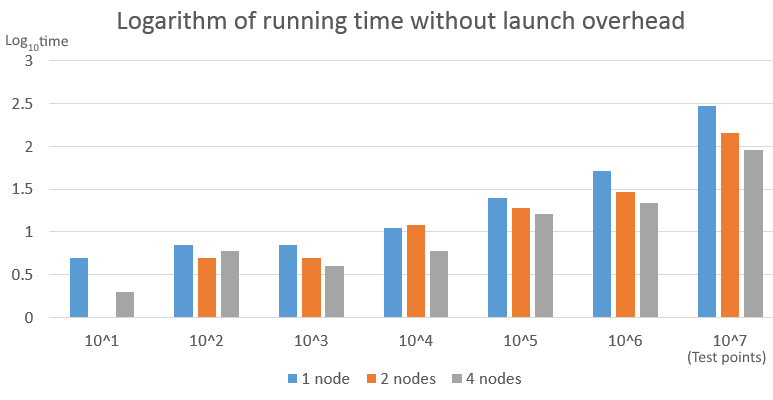 Logarithm of running time without launch overhead
Log10time
3
2.5
2
1.5
1
0.5
0
10^1 10^2 10^3 10^4 10^5 10^6 10^7
(Test points)
1 node 2 nodes 4 nodes